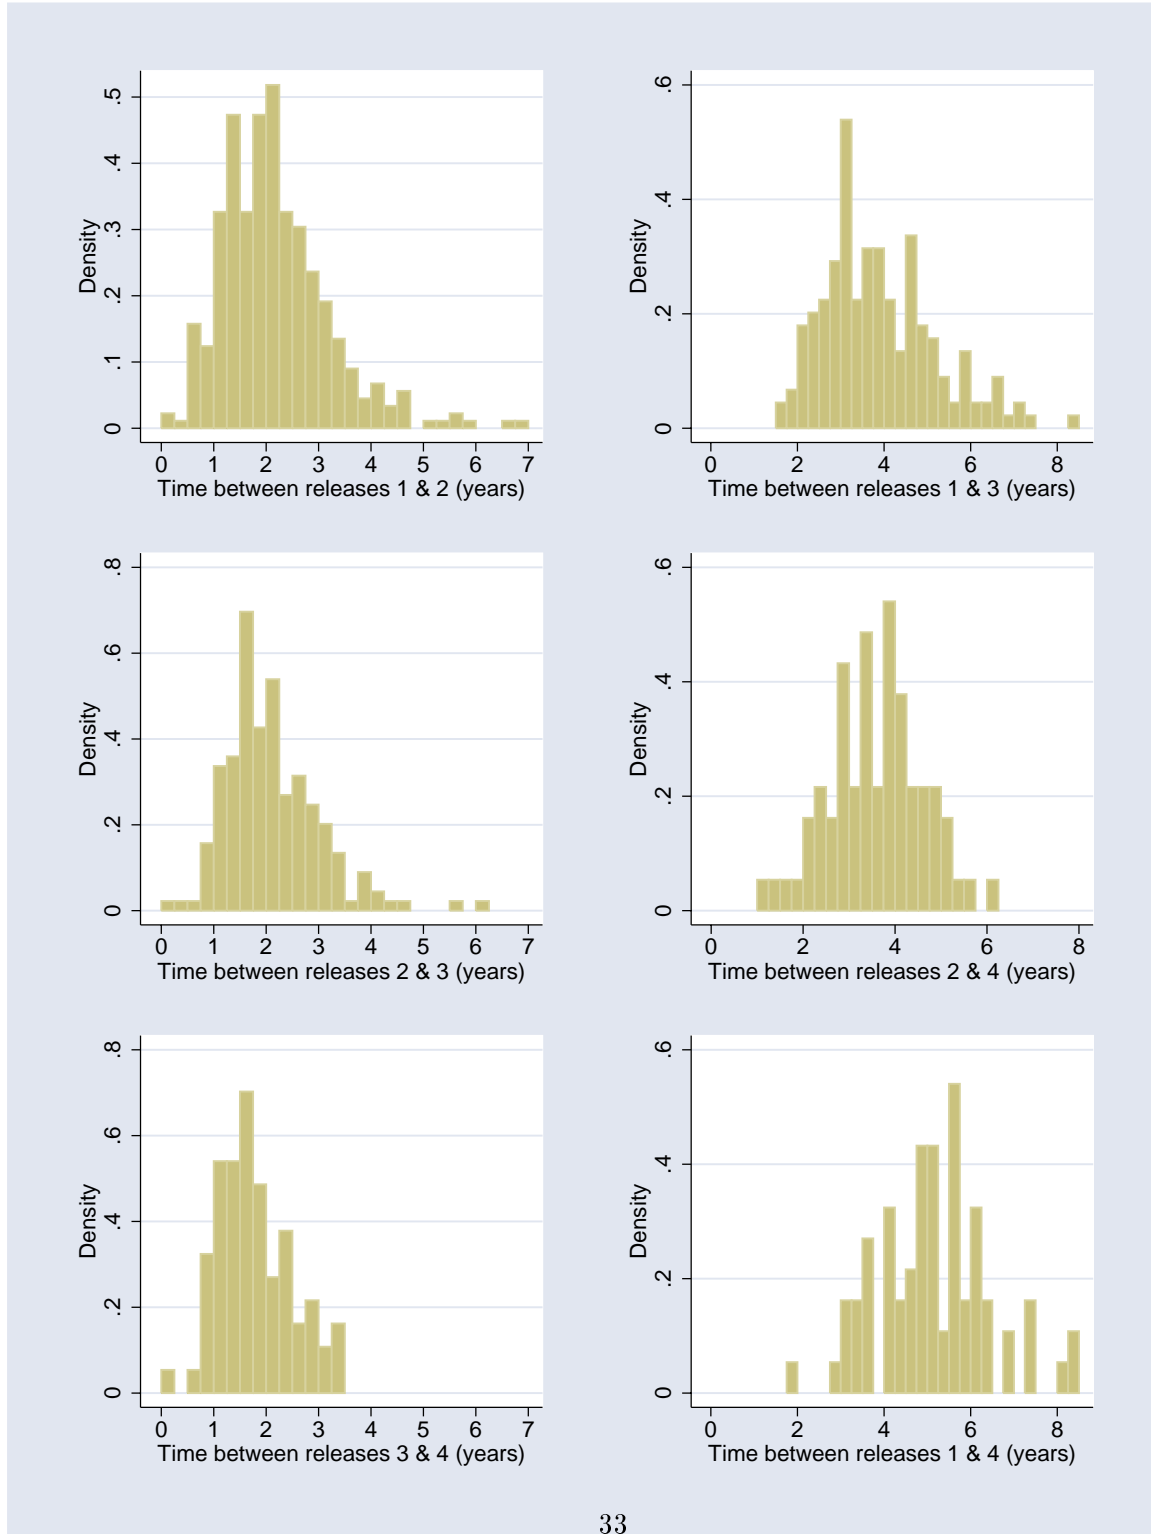 Density
.5
.4
.3
.2
.1
0
0 1 2 3 4 5 6 7
Time between releases 1 & 2 (years)
Density
.6
.4
.2
0
0 2 4 6 8
Time between releases 1 & 3 (years)
Density
.8
.6
.4
.2
0
0 1 2 3 4 5 6 7
Time between releases 2 & 3 (years)
Density
.6
.4
.2
0
0 2 4 6 8
Time between releases 2 & 4 (years)
Density
.8
.6
.4
.2
0
0 1 2 3 4 5 6 7
Time between releases 3 & 4 (years)
Density
.6
.4
.2
0
0 2 4 6 8
Time between releases 1 & 4 (years)
33